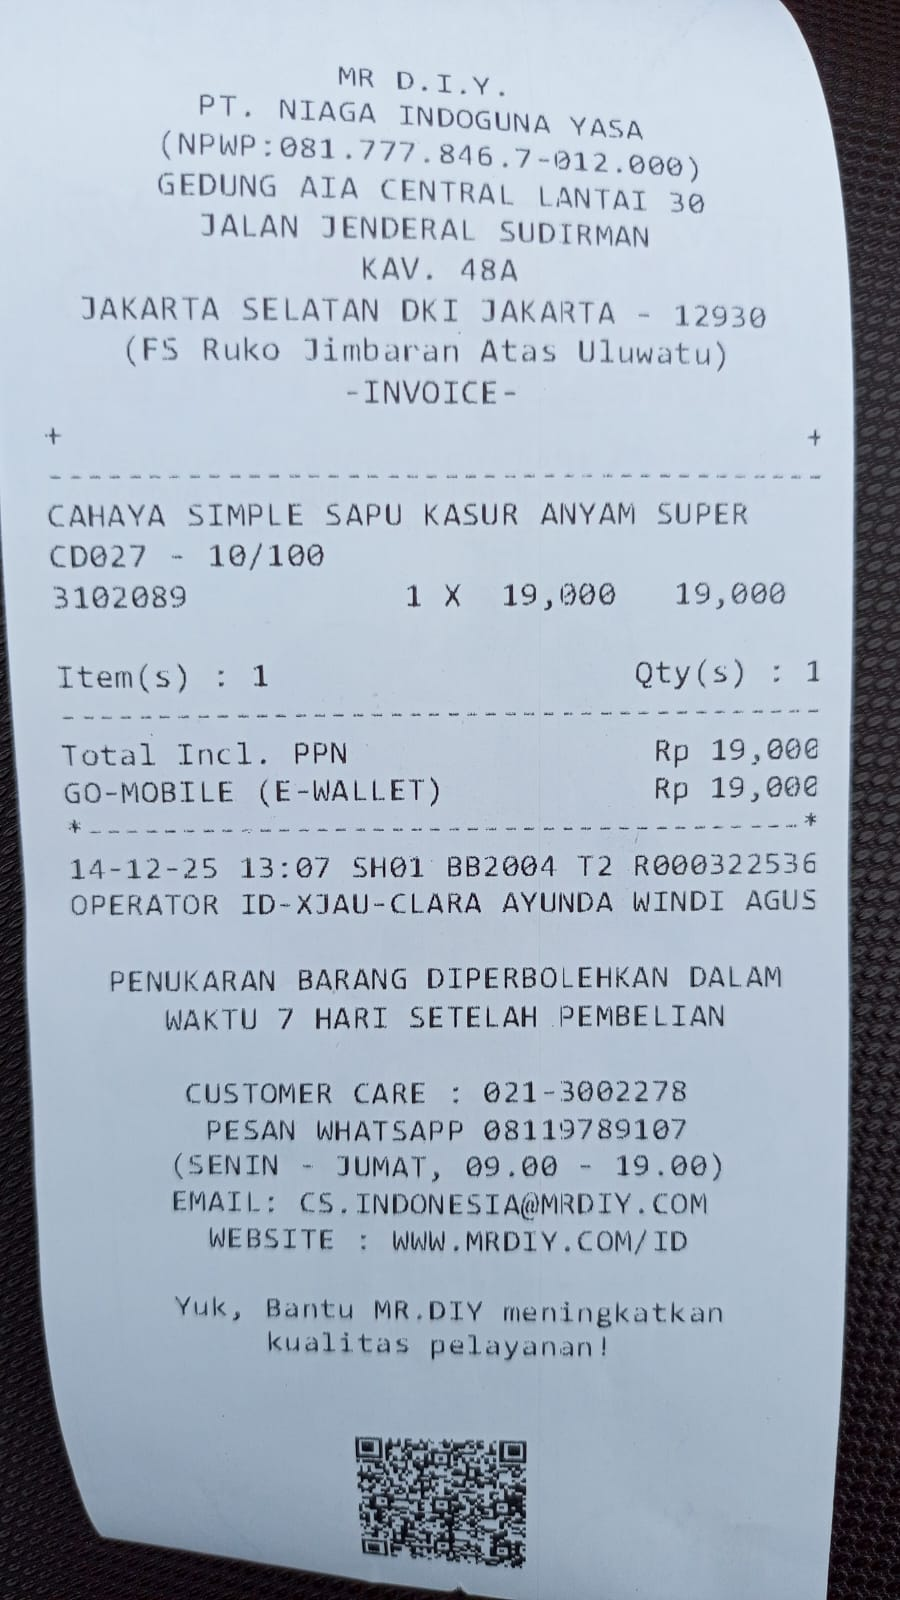 MR D.I.Y.
PT. NIAGA INDOGUNA YASA
(NPWP:081.777.846.7-012.000)
GEDUNG AIA CENTRAL LANTAI 30
JALAN JENDERAL SUDIRMAN
KAV. 48A
JAKARTA SELATAN DKI JAKARTA - 12930
(FS Ruko Jimbaran Atas Uluwatu)
-INVOICE-
+ +
----------------------------------------
CAHAYA SIMPLE SAPU KASUR ANYAM SUPER
CD027 - 10/100
3102089 1 X 19,000 19,000
Item(s) : 1 Qty(s) : 1
----------------------------------------
Total Incl. PPN Rp 19,000
GO-MOBILE (E-WALLET) Rp 19,000
*--------------------------------------*
14-12-25 13:07 SH01 BB2004 T2 R000322536
OPERATOR ID-XJAU-CLARA AYUNDA WINDI AGUS
PENUKARAN BARANG DIPERBOLEHKAN DALAM
WAKTU 7 HARI SETELAH PEMBELIAN
CUSTOMER CARE : 021-3002278
PESAN WHATSAPP 08119789107
(SENIN - JUMAT, 09.00 - 19.00)
EMAIL: CS.INDONESIA@MRDIY.COM
WEBSITE : WWW.MRDIY.COM/ID
Yuk, Bantu MR.DIY meningkatkan
kualitas pelayanan!